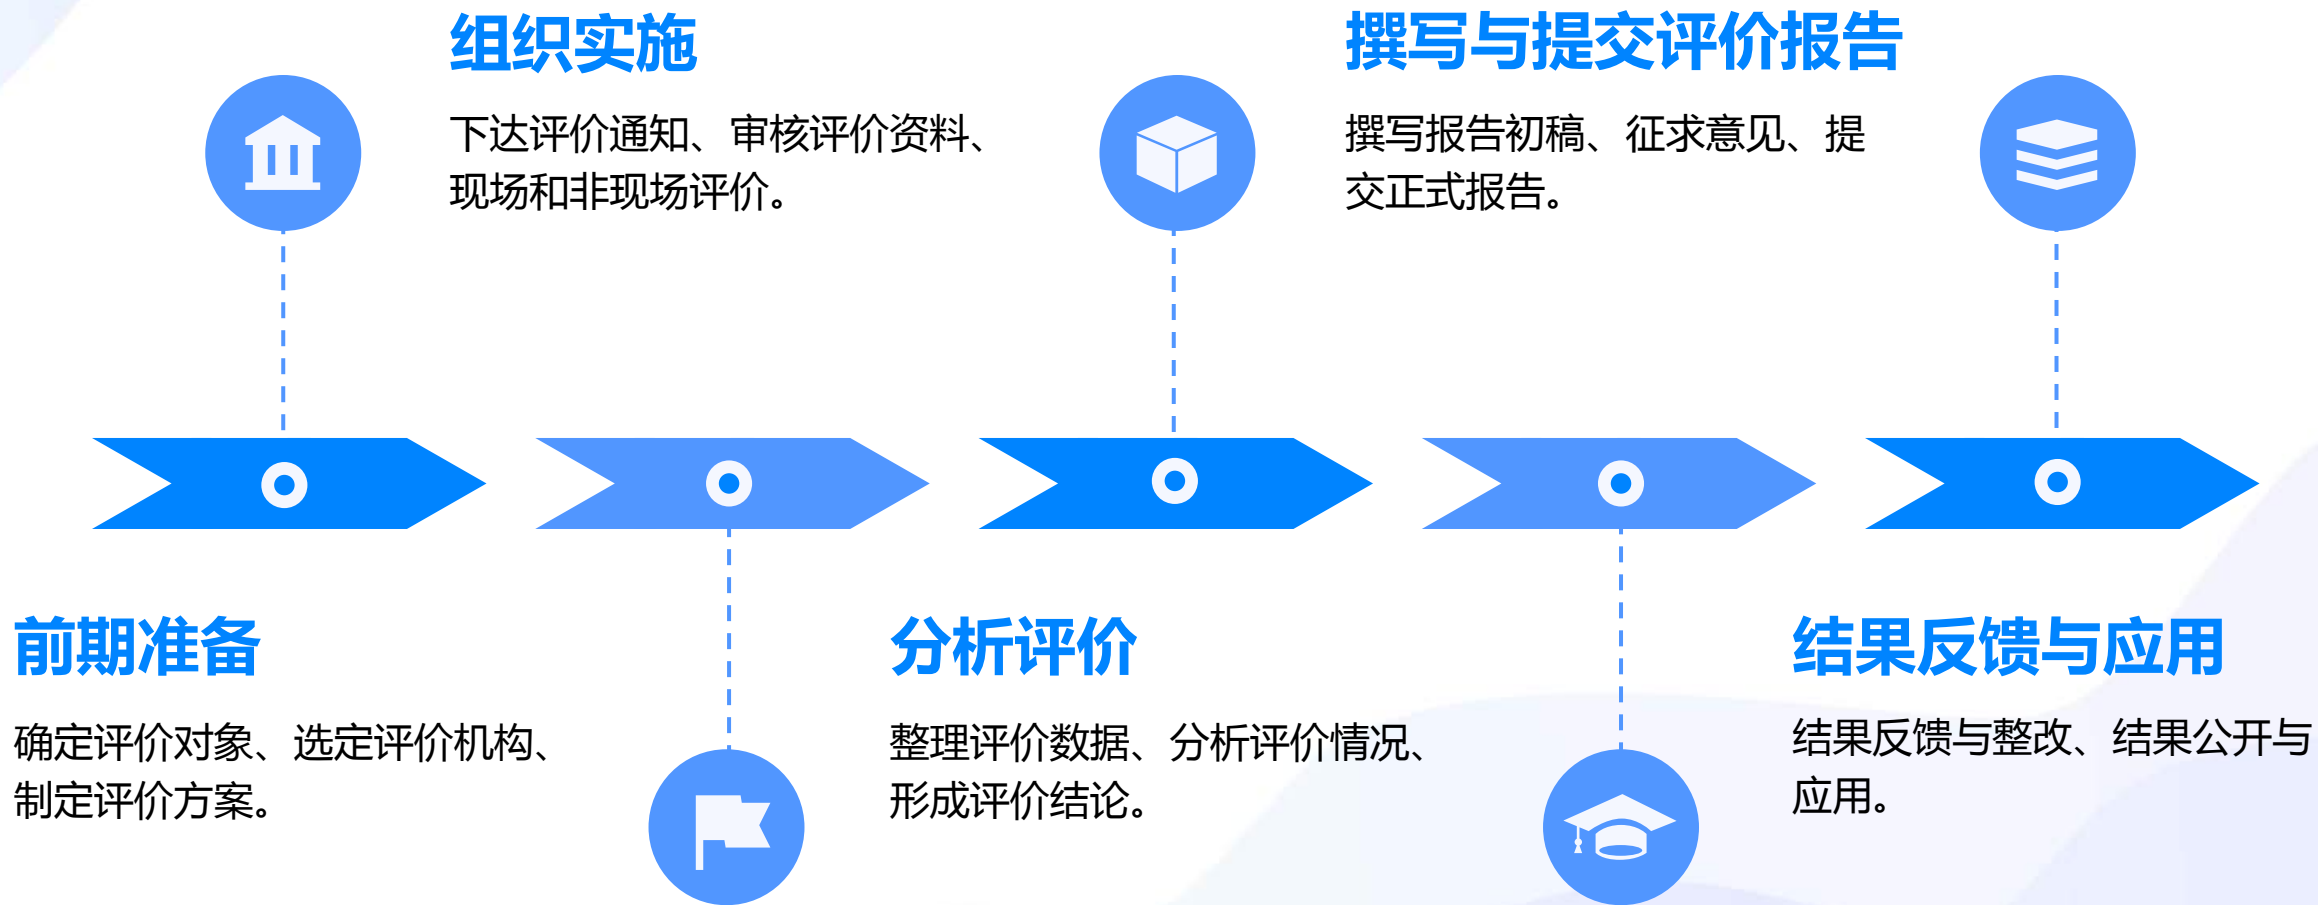 组织实施
下达评价通知、审核评价资料、
现场和非现场评价。
撰写与提交评价报告
撰写报告初稿、征求意见、提
交正式报告。
前期准备
确定评价对象、选定评价机构、
制定评价方案。
分析评价
整理评价数据、分析评价情况、
形成评价结论。
结果反馈与应用
结果反馈与整改、结果公开与
应用。